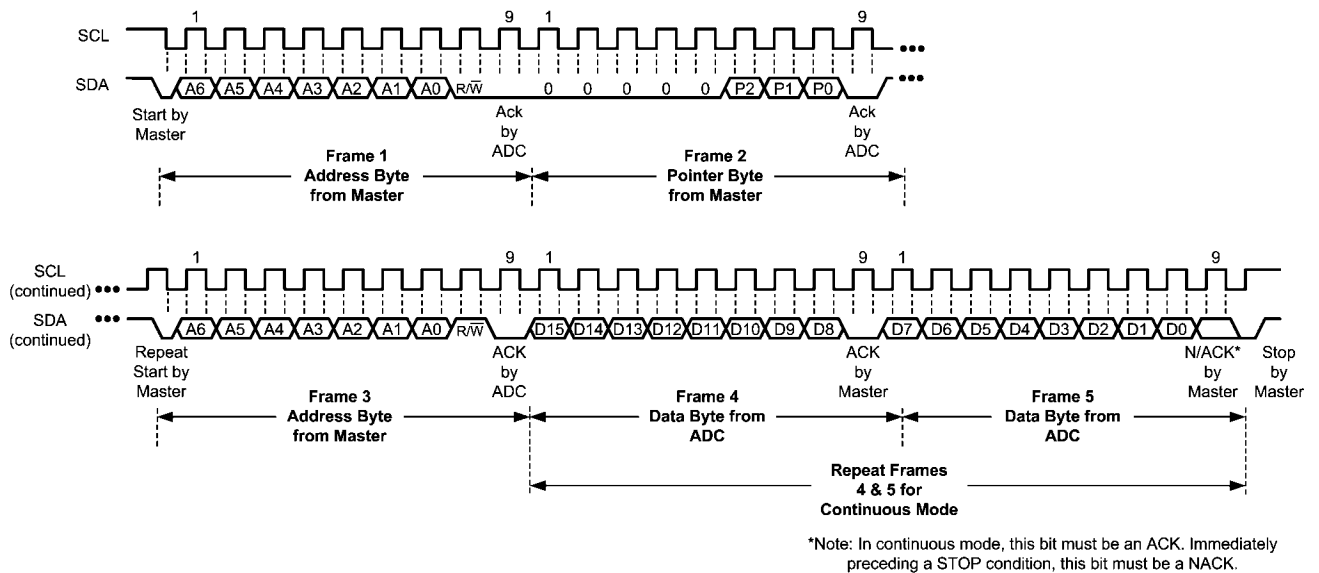 1 9 1 9
SCL
SDA A6 A5 A4 A3 A2 A1 A0 R/W̅ 0 0 0 0 0 P2 P1 P0
Start by
Master
Ack
by
ADC
Ack
by
ADC
Frame 1
Address Byte
from Master
Frame 2
Pointer Byte
from Master
1 9 1 9 1 9
SCL
(continued)
SDA
(continued)
A6 A5 A4 A3 A2 A1 A0 R/W̅ D15 D14 D13 D12 D11 D10 D9 D8 D7 D6 D5 D4 D3 D2 D1 D0
Repeat
Start by
Master
ACK
by
ADC
ACK
by
Master
N/ACK*
by
Master
Stop
by
Master
Frame 3
Address Byte
from Master
Frame 4
Data Byte from
ADC
Frame 5
Data Byte from
ADC
Repeat Frames
4 & 5 for
Continuous Mode
*Note: In continuous mode, this bit must be an ACK. Immediately
preceding a STOP condition, this bit must be a NACK.